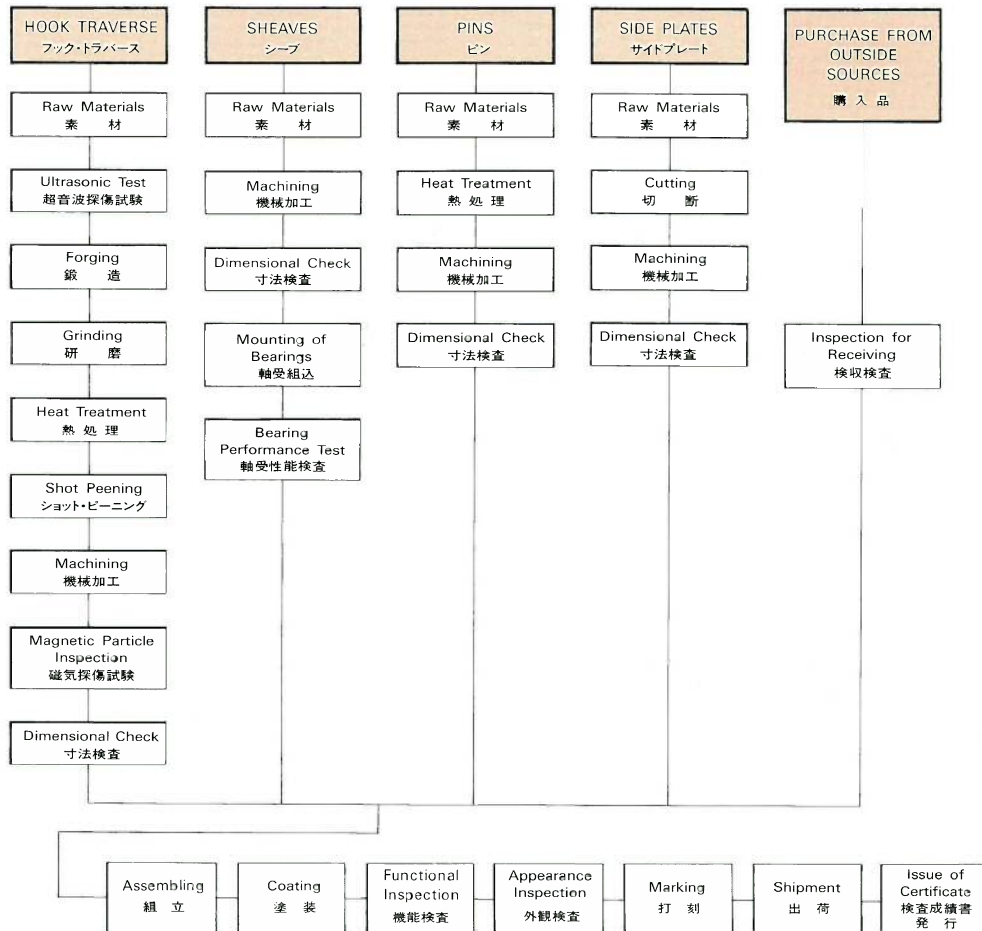 HOOK TRAVERSE
フック・トラバース
Raw Materials
素 材
Ultrasonic Test
超音波探傷試験
Forging
鍛 造
Grinding
研 磨
Heat Treatment
熱 処 理
Shot Peening
ショット・ピーニング
Machining
機械加工
Magnetic Particle
Inspection
磁気探傷試験
Dimensional Check
寸法検査
SHEAVES
シーブ
Raw Materials
素 材
Machining
機械加工
Dimensional Check
寸法検査
Mounting of
Bearings
軸受組込
Bearing
Performance Test
軸受性能検査
PINS
ピン
Raw Materials
素 材
Heat Treatment
熱 処 理
Machining
機械加工
Dimensional Check
寸法検査
SIDE PLATES
サイドプレート
Raw Materials
素 材
Cutting
切 断
Machining
機械加工
Dimensional Check
寸法検査
PURCHASE FROM
OUTSIDE
SOURCES
購 入 品
Inspection for
Receiving
検収検査
Assembling
組 立
Coating
塗 装
Functional
Inspection
機能検査
Appearance
Inspection
外観検査
Marking
打 刻
Shipment
出 荷
Issue of
Certificate
検査成績書
発 行